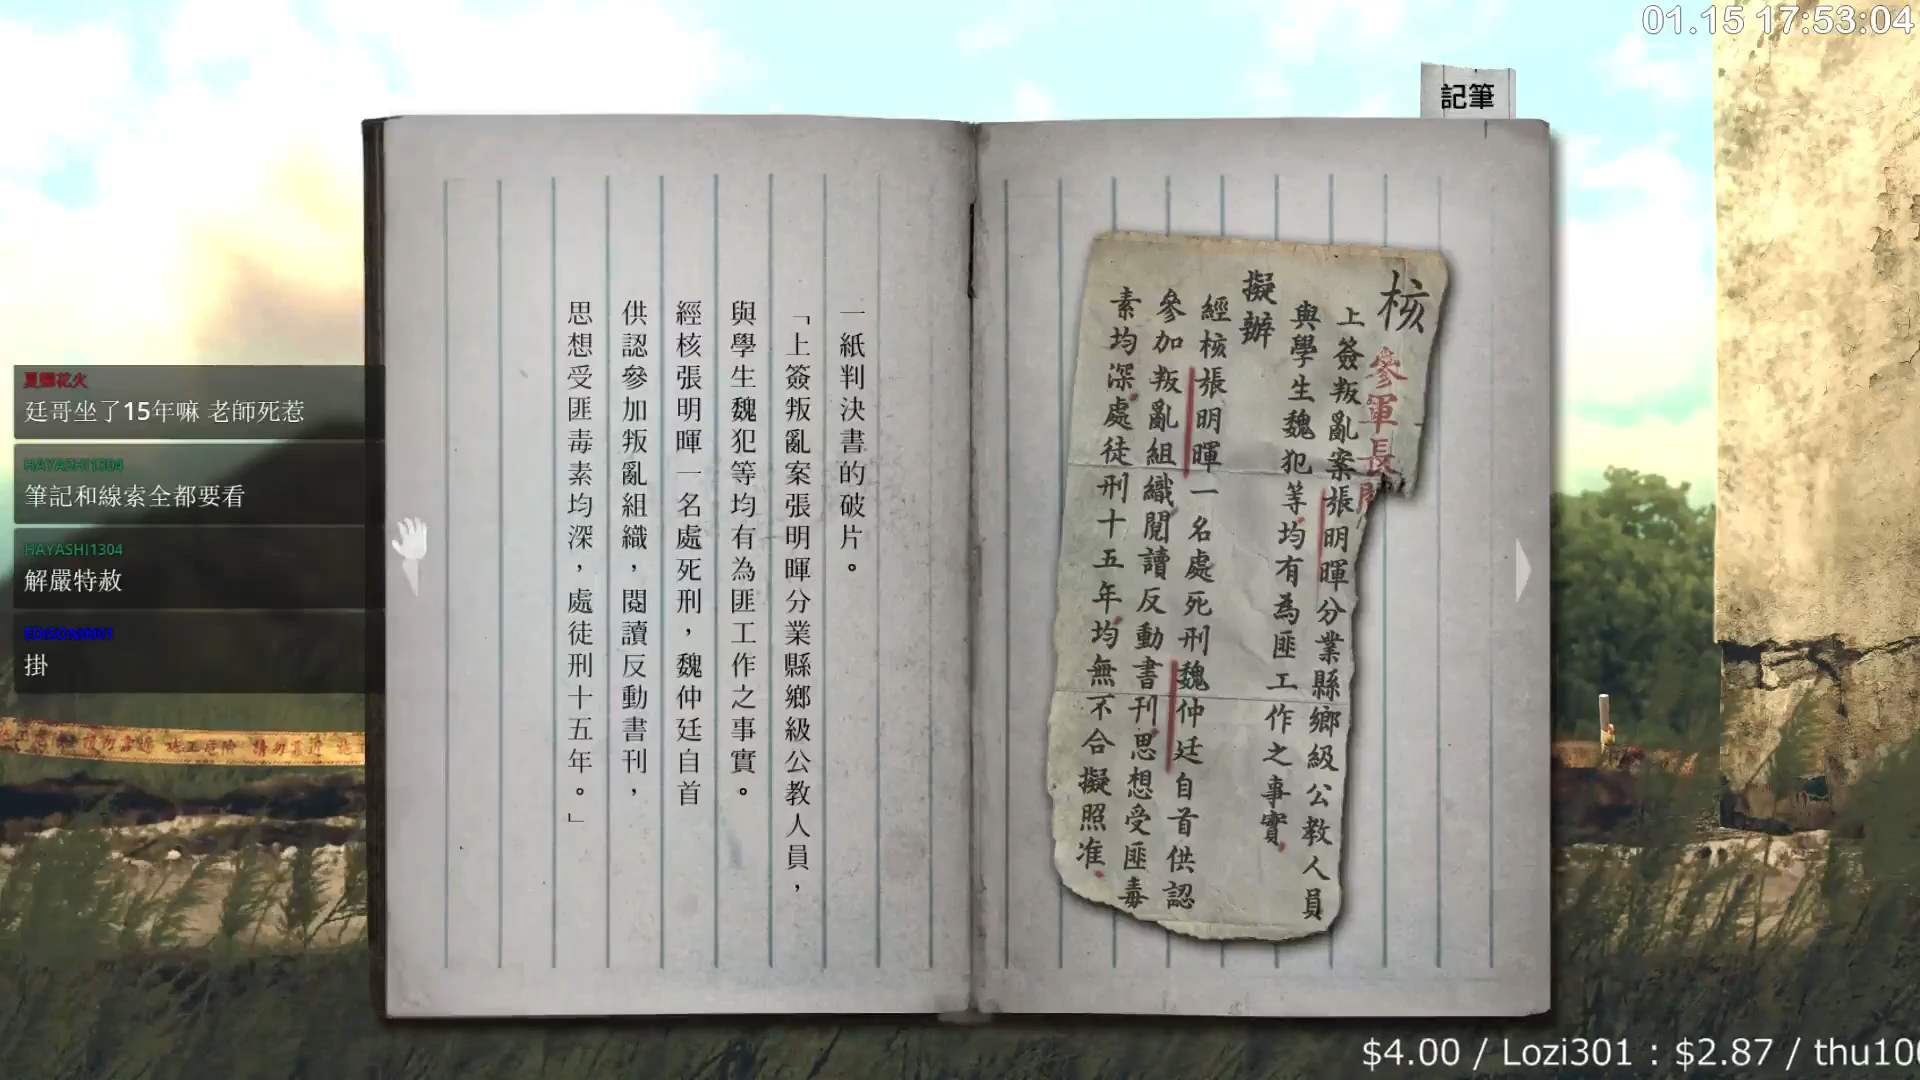 01.15 17:53:04
記筆
一紙判決書的破片。
「上簽叛亂案張明暉分業縣鄉級公教人員，
與學生魏犯等均有為匪工作之事實。
經核張明暉一名處死刑，魏仲廷自首
供認參加叛亂組織，閱讀反動書刊，
思想受匪毒素均深，處徒刑十五年。」
核
參軍長
上簽叛亂案張明暉分業縣鄉級公教人員
與學生魏犯等均有為匪工作之事實
擬辦
經核張明暉一名處死刑魏仲廷自首供認
參加叛亂組織閱讀反動書刊思想受匪毒
素均深處徒刑十五年均無不合擬照准
廷哥坐了15年嘛 老師死惹
HAYASHI1304
筆記和線索全都要看
HAYASHI1304
解嚴特赦
EDISON9001
掛
$4.00 / Lozi301 : $2.87 / thu100